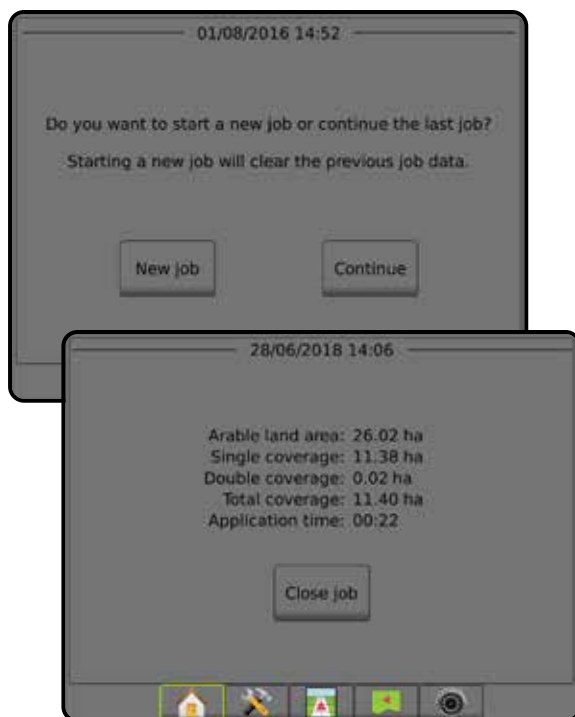 01/08/2016 14:52
Do you want to start a new job or continue the last job?
Starting a new job will clear the previous job data.
New job
Continue
28/06/2018 14:06
Arable land area: 26.02 ha
Single coverage: 11.38 ha
Double coverage: 0.02 ha
Total coverage: 11.40 ha
Application time: 00:22
Close job